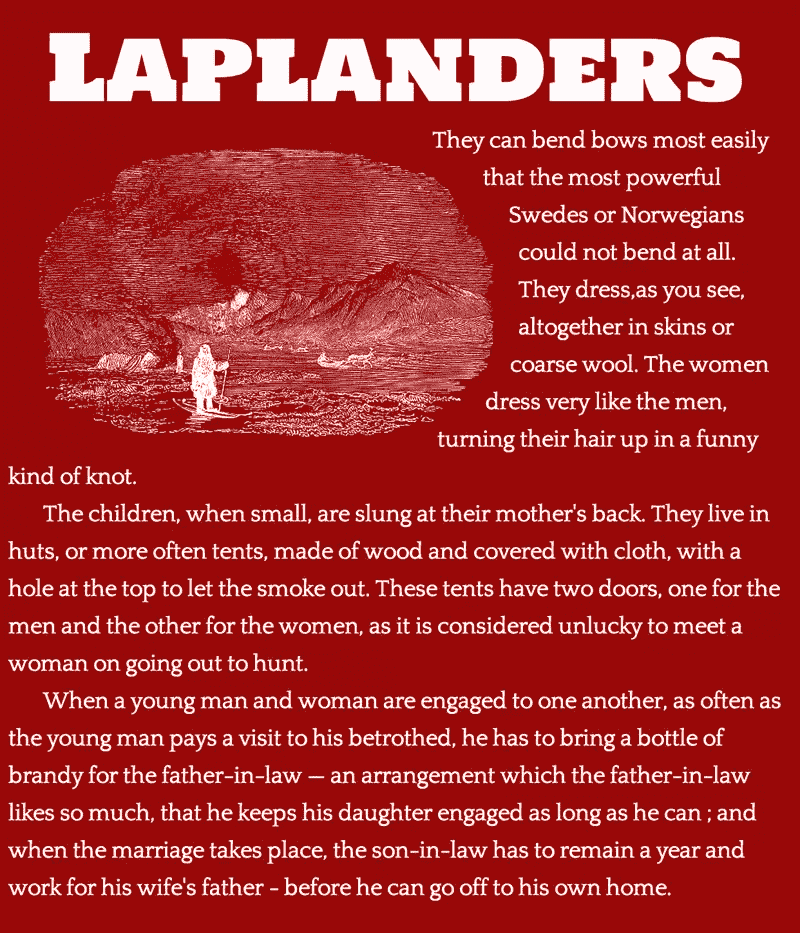 LAPLANDERS
They can bend bows most easily
that the most powerful
Swedes or Norwegians
could not bend at all.
They dress,as you see,
altogether in skins or
coarse wool. The women
dress very like the men,
turning their hair up in a funny
kind of knot.
The children, when small, are slung at their mother's back. They live in
huts, or more often tents, made of wood and covered with cloth, with a
hole at the top to let the smoke out. These tents have two doors, one for the
men and the other for the women, as it is considered unlucky to meet a
woman on going out to hunt.
When a young man and woman are engaged to one another, as often as
the young man pays a visit to his betrothed, he has to bring a bottle of
brandy for the father-in-law — an arrangement which the father-in-law
likes so much, that he keeps his daughter engaged as long as he can ; and
when the marriage takes place, the son-in-law has to remain a year and
work for his wife's father - before he can go off to his own home.